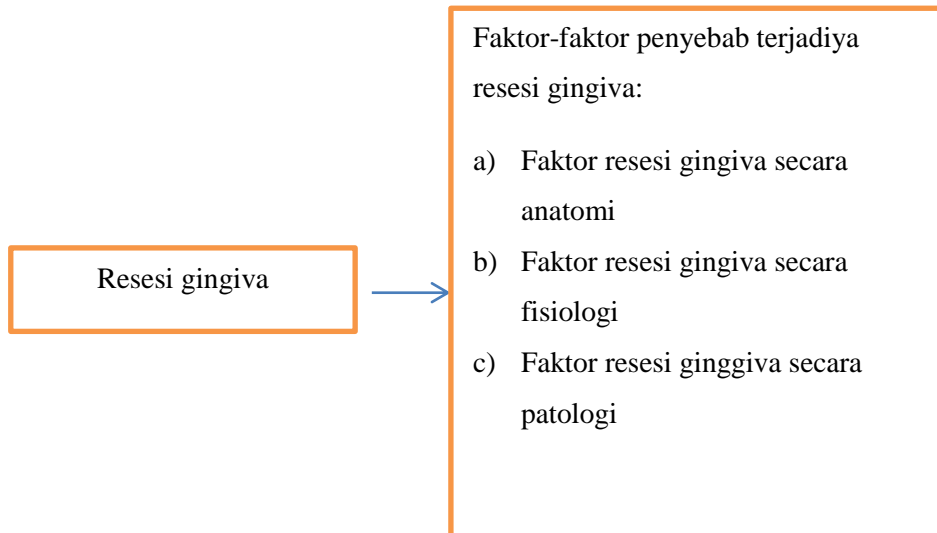 Resesi gingiva
Faktor-faktor penyebab terjadiya
resesi gingiva:
a) Faktor resesi gingiva secara
anatomi
b) Faktor resesi gingiva secara
fisiologi
c) Faktor resesi ginggiva secara
patologi